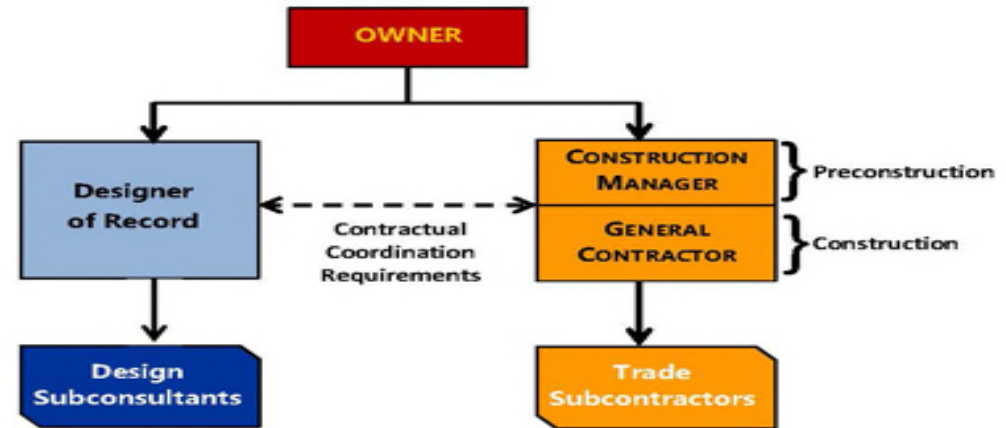 OWNER
Designer
of Record
CONSTRUCTION
MANAGER
Preconstruction
Contractual
Coordination
Requirements
GENERAL
CONTRACTOR
Construction
Design
Subconsultants
Trade
Subcontractors